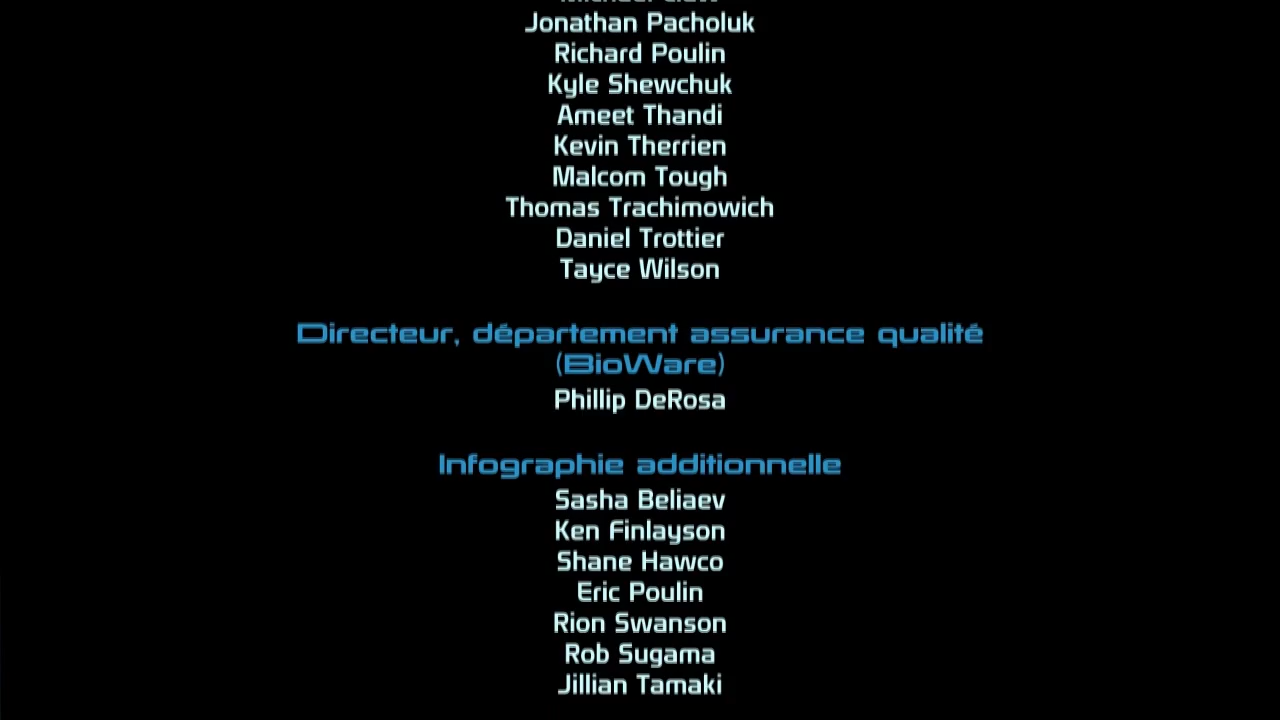 Jonathan Pacholuk
Richard Poulin
Kyle Shewchuk
Ameet Thandi
Kevin Therrien
Malcom Tough
Thomas Trachimowich
Daniel Trottier
Tayce Wilson
Directeur, département assurance qualité
(BioWare)
Phillip DeRosa
Infographie additionnelle
Sasha Beliaev
Ken Finlayson
Shane Hawco
Eric Poulin
Rion Swanson
Rob Sugama
Jillian Tamaki